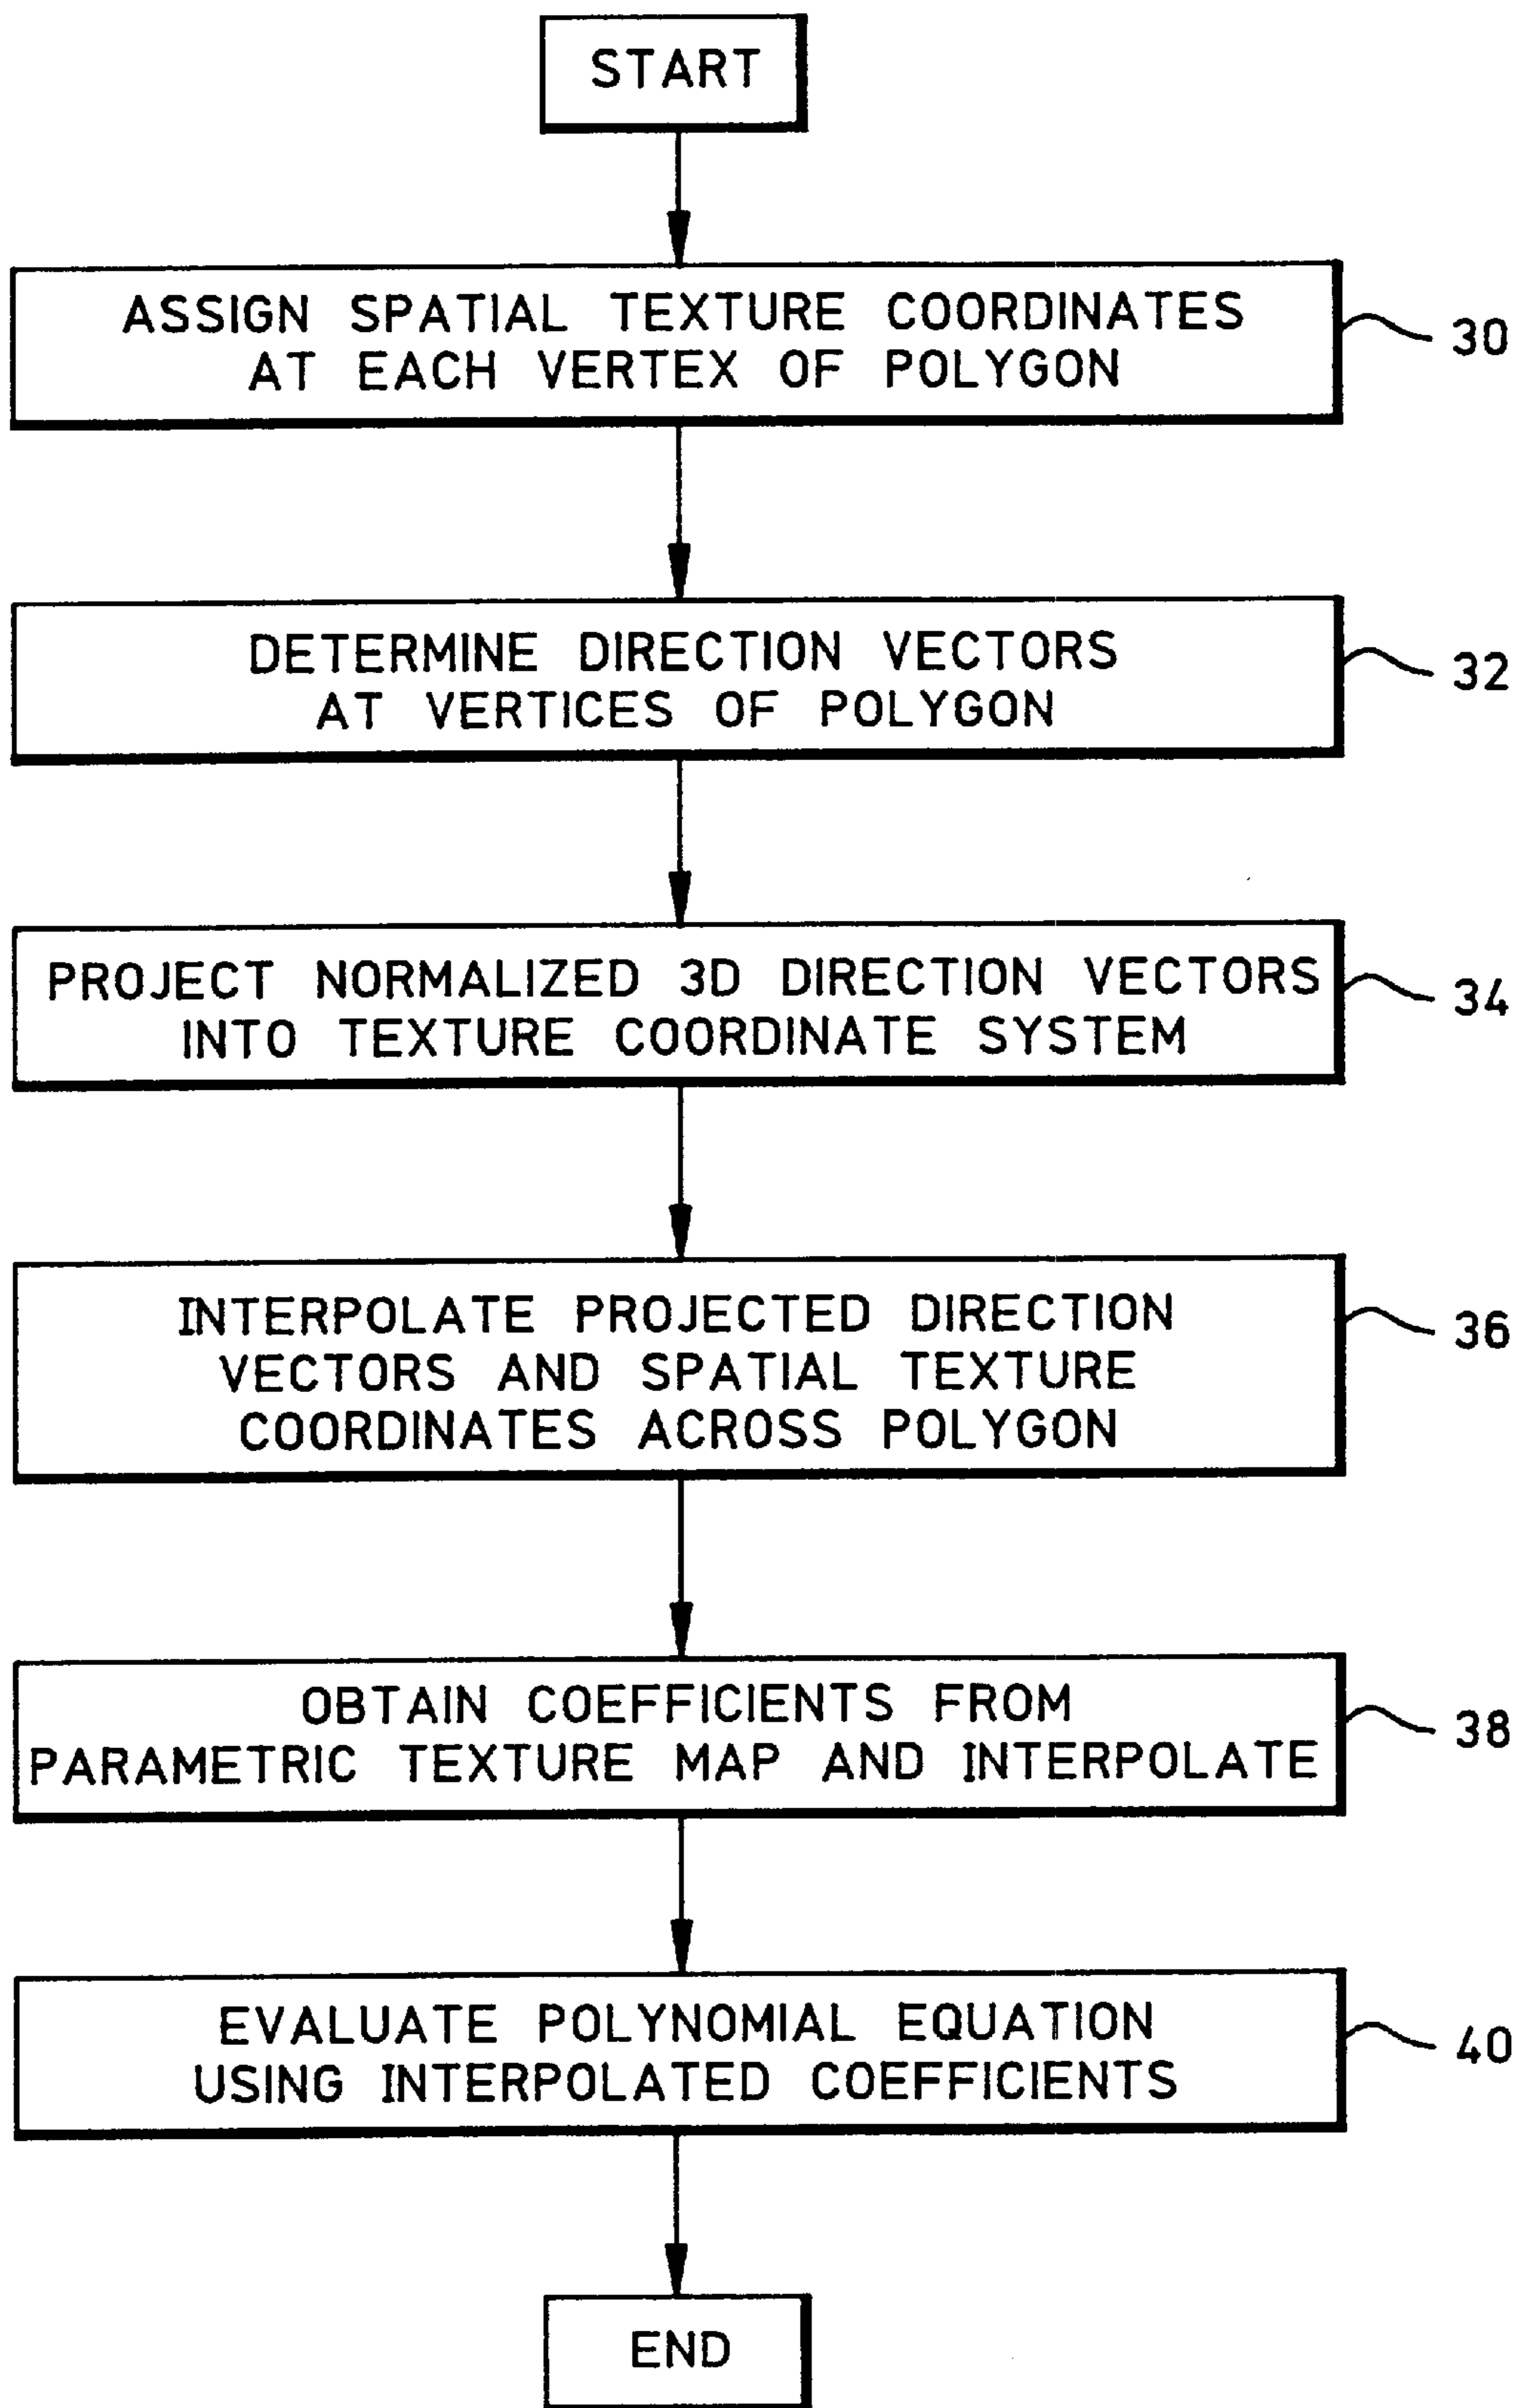 START
ASSIGN SPATIAL TEXTURE COORDINATES
AT EACH VERTEX OF POLYGON
30
DETERMINE DIRECTION VECTORS
AT VERTICES OF POLYGON
32
PROJECT NORMALIZED 3D DIRECTION VECTORS
INTO TEXTURE COORDINATE SYSTEM
34
INTERPOLATE PROJECTED DIRECTION
VECTORS AND SPATIAL TEXTURE
COORDINATES ACROSS POLYGON
36
OBTAIN COEFFICIENTS FROM
PARAMETRIC TEXTURE MAP AND INTERPOLATE
38
EVALUATE POLYNOMIAL EQUATION
USING INTERPOLATED COEFFICIENTS
40
END